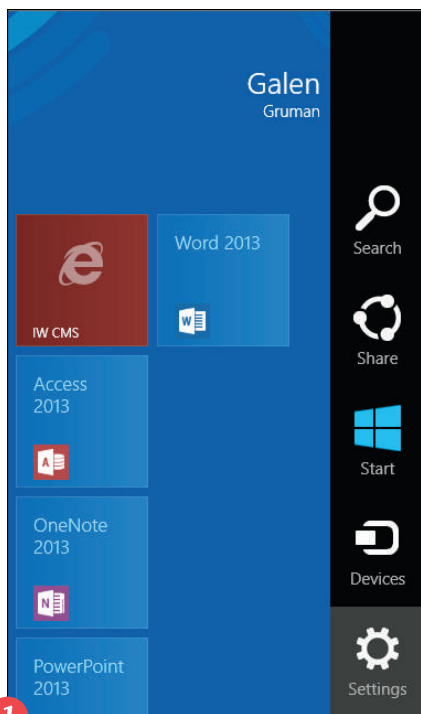 Galen
Gruman
Word 2013
IW CMS
Access
2013
OneNote
2013
PowerPoint
2013
Search
Share
Start
Devices
Settings
1